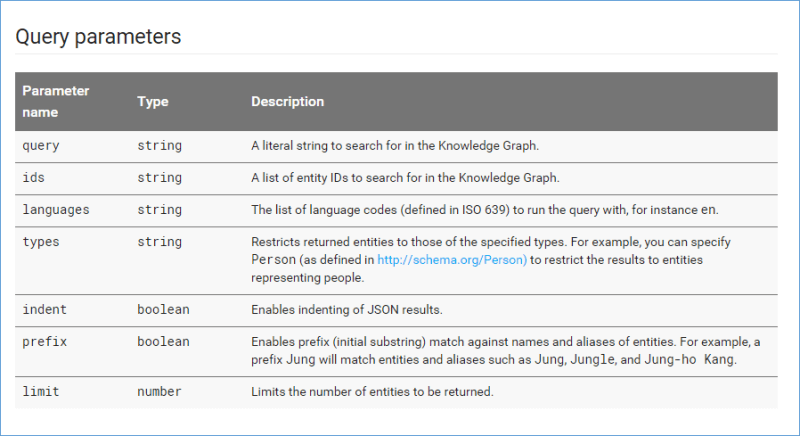 Query parameters
Parameter
name
Type
Description
query
string
A literal string to search for in the Knowledge Graph.
ids
string
A list of entity IDs to search for in the Knowledge Graph.
languages
string
The list of language codes (defined in ISO 639) to run the query with, for instance en.
types
string
Restricts returned entities to those of the specified types. For example, you can specify
Person (as defined in http://schema.org/Person) to restrict the results to entities
representing people.
indent
boolean
Enables indenting of JSON results.
prefix
boolean
Enables prefix (initial substring) match against names and aliases of entities. For example, a
prefix Jung will match entities and aliases such as Jung, Jungle, and Jung-ho Kang.
limit
number
Limits the number of entities to be returned.